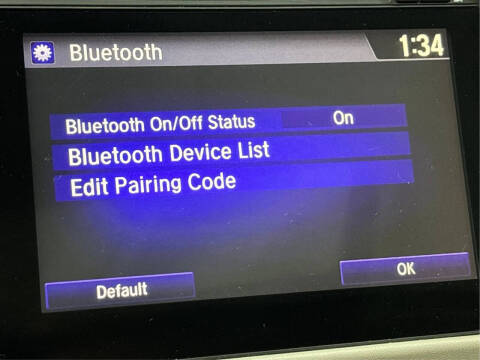 Bluetooth
1:34
Bluetooth On/Off Status On
Bluetooth Device List
Edit Pairing Code
Default
OK